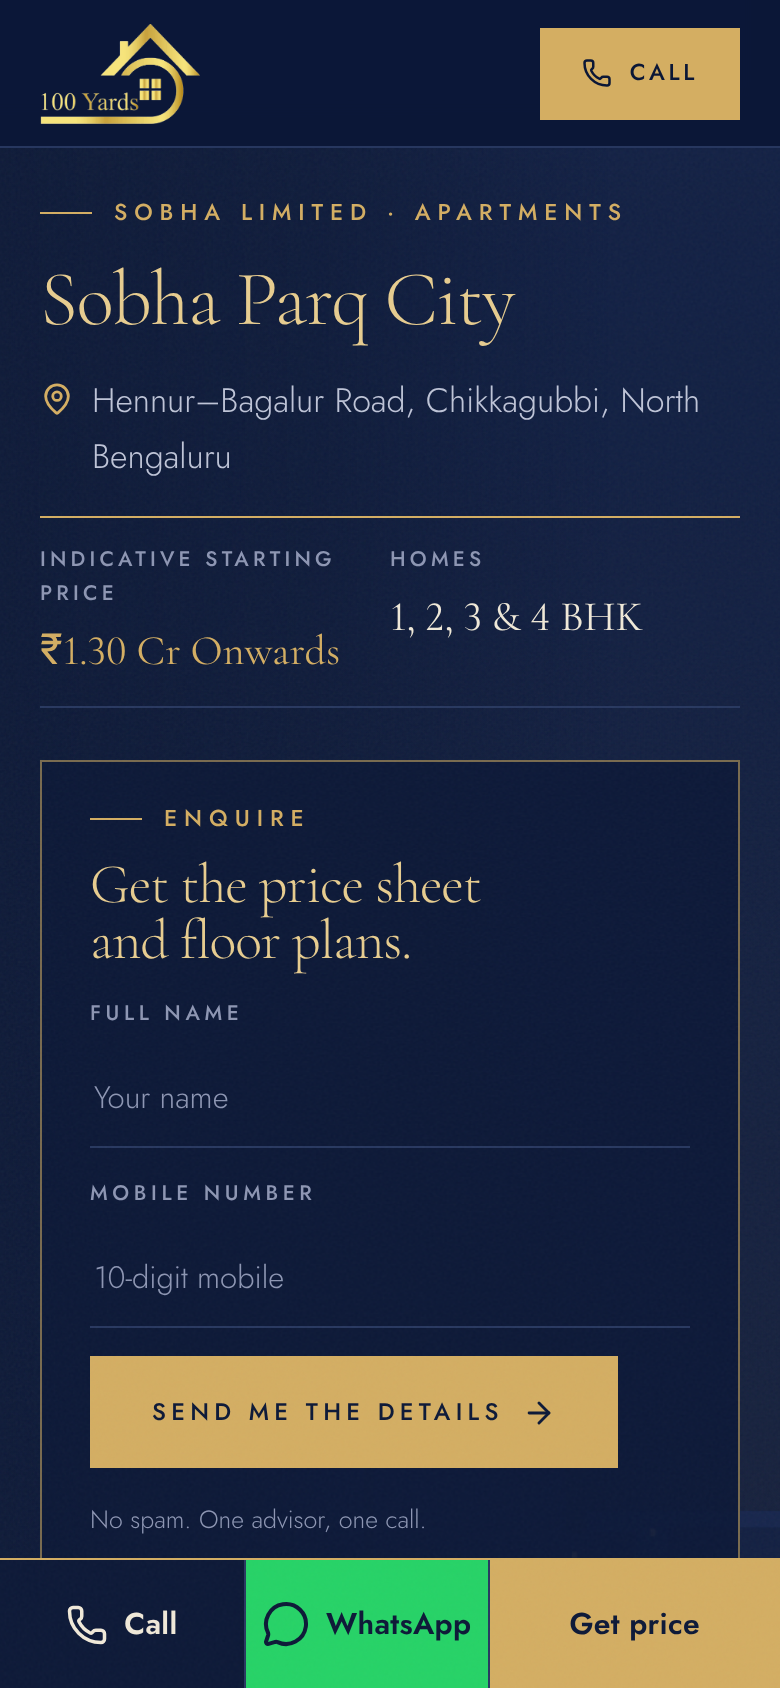 100 Yards
CALL
SOBHA LIMITED · APARTMENTS
Sobha Parq City
Hennur–Bagalur Road, Chikkagubbi, North
Bengaluru
INDICATIVE STARTING
PRICE
₹1.30 Cr Onwards
HOMES
1, 2, 3 & 4 BHK
ENQUIRE
Get the price sheet
and floor plans.
FULL NAME
Your name
MOBILE NUMBER
10-digit mobile
SEND ME THE DETAILS
No spam. One advisor, one call.
Call
WhatsApp
Get price